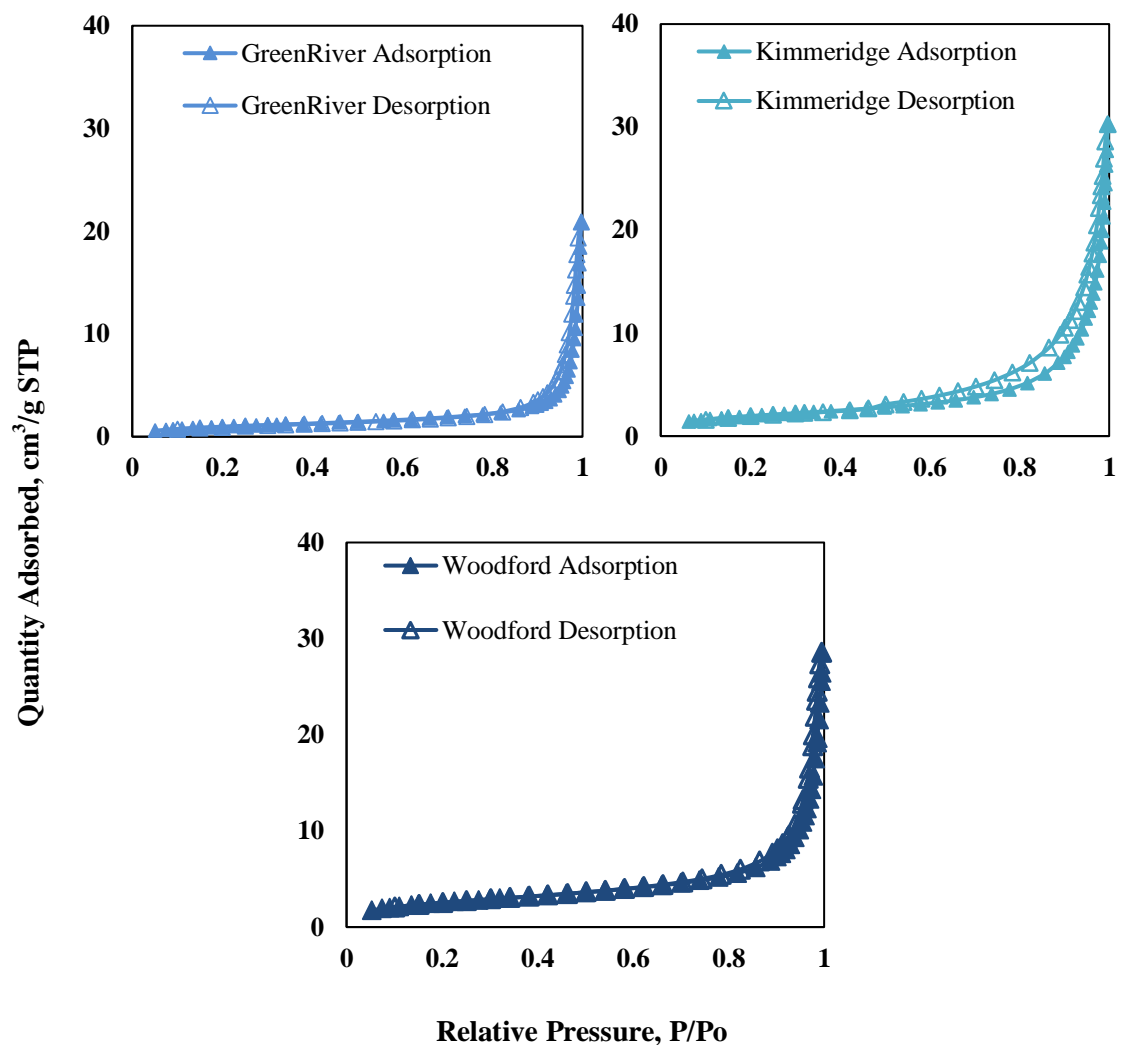 Quantity Adsorbed, cm³/g STP
40
30
20
10
0
GreenRiver Adsorption
GreenRiver Desorption
0 0.2 0.4 0.6 0.8 1
40
30
20
10
0
Kimmeridge Adsorption
Kimmeridge Desorption
0 0.2 0.4 0.6 0.8 1
40
30
20
10
0
Woodford Adsorption
Woodford Desorption
0 0.2 0.4 0.6 0.8 1
Relative Pressure, P/Po